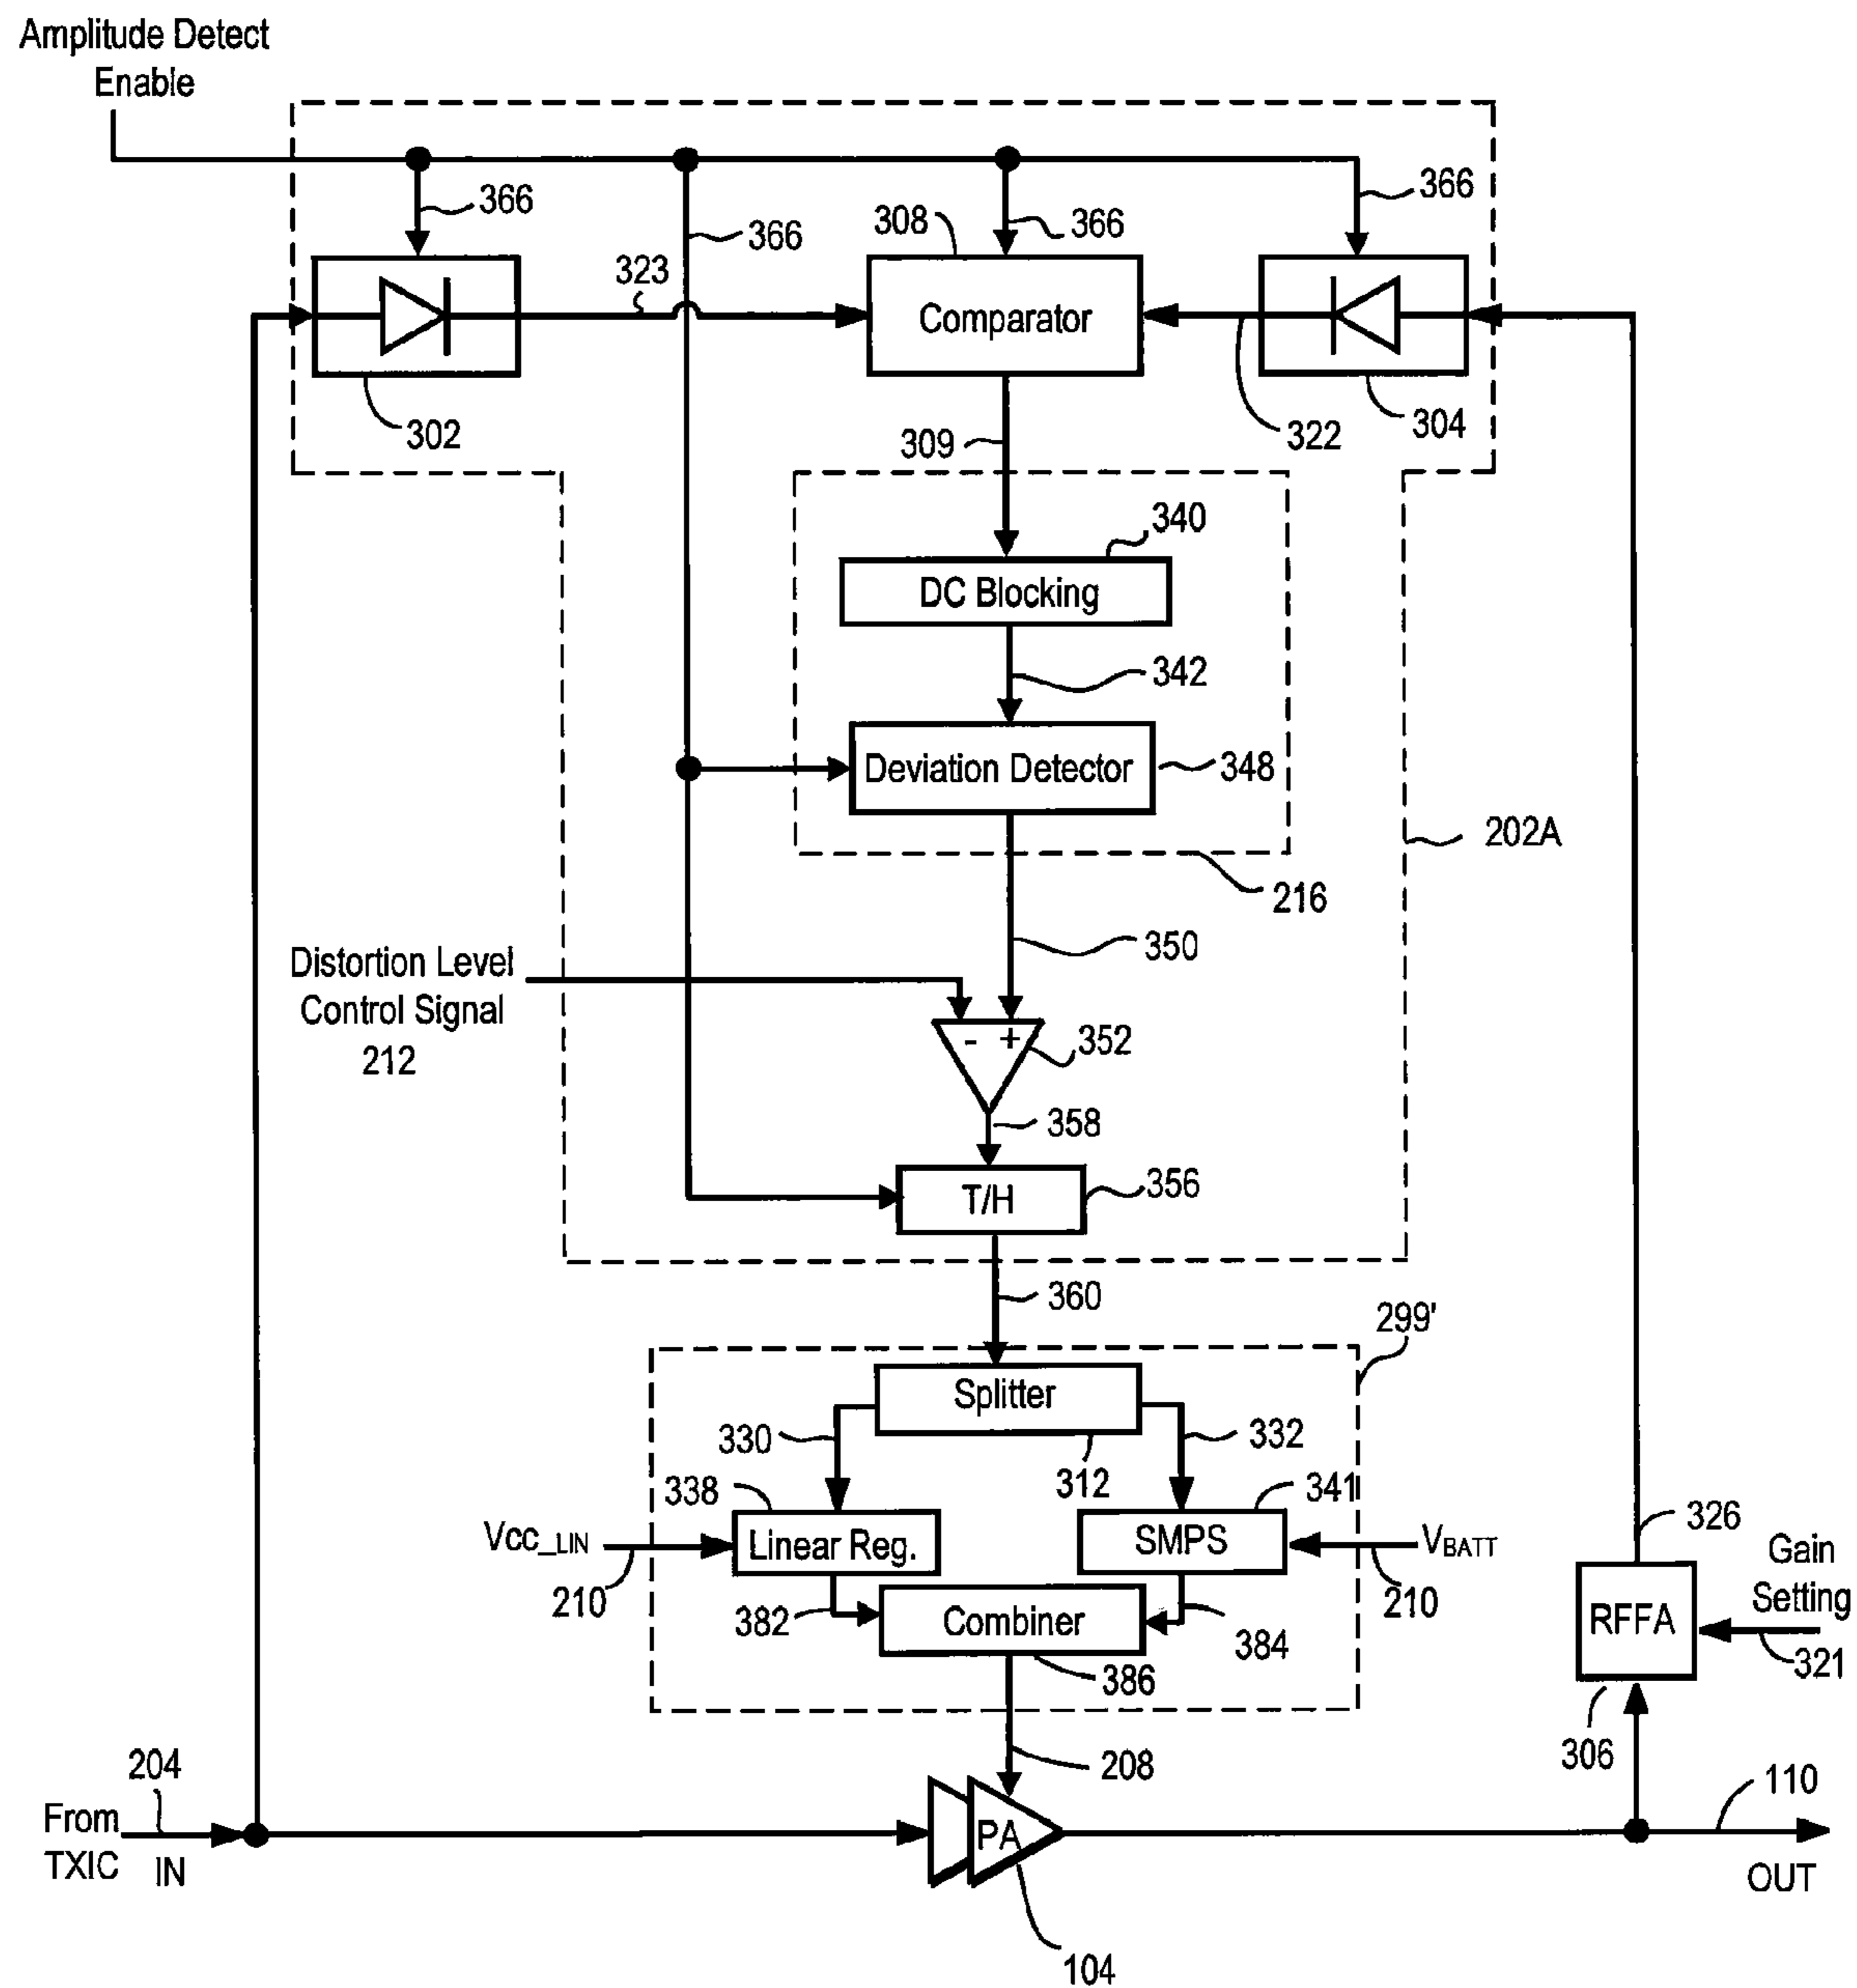 Amplitude Detect
Enable
366
366
308
366
366
323
Comparator
302
309
322
304
340
DC Blocking
342
Deviation Detector
348
202A
216
350
Distortion Level
Control Signal
212
- +
352
358
T/H
356
360
299'
Splitter
330
332
312
338
341
Vcc_LIN
Linear Reg.
SMPS
VBATT
210
210
382
Combiner
384
386
326
Gain
Setting
RFFA
321
306
208
204
110
From
TXIC
IN
PA
OUT
104